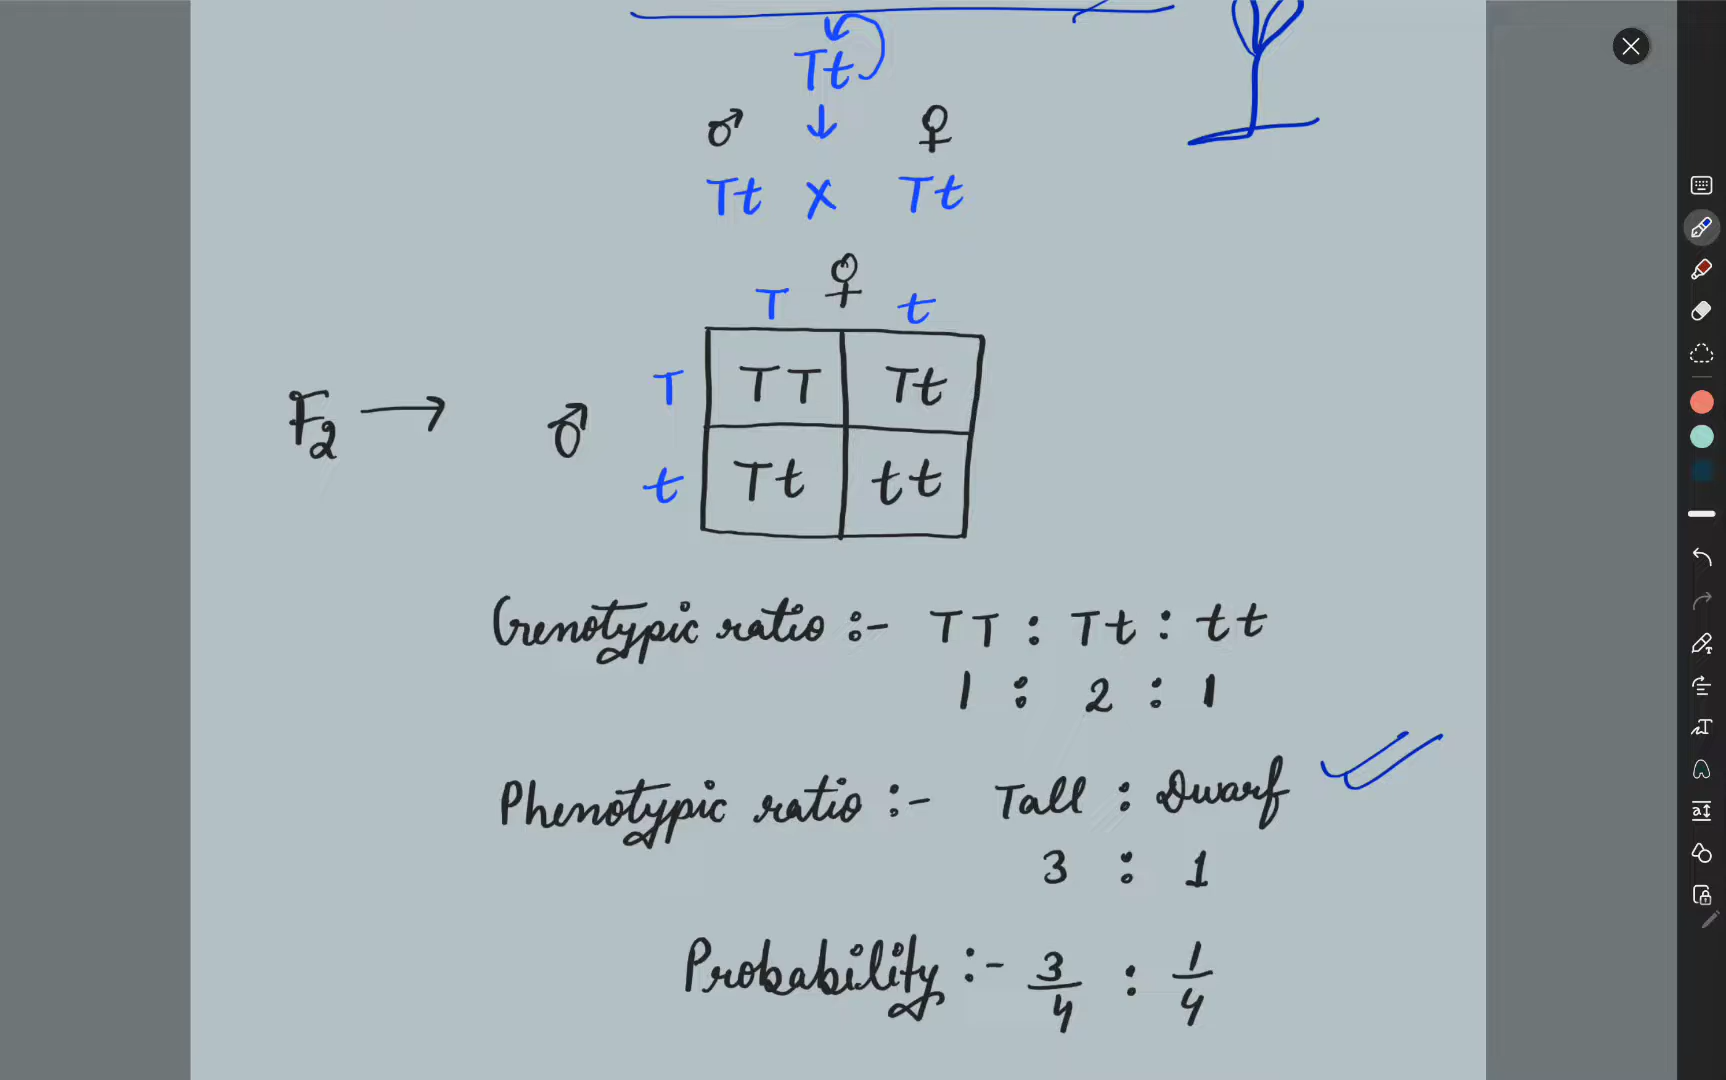 Tt
♂ ↓ ♀
Tt X Tt
♀
T t
T TT Tt
F2 → ♂
t Tt tt
Genotypic ratio :- TT : Tt : tt
1 : 2 : 1
Phenotypic ratio :- Tall : Dwarf
3 : 1
Probability :- 3/4 : 1/4